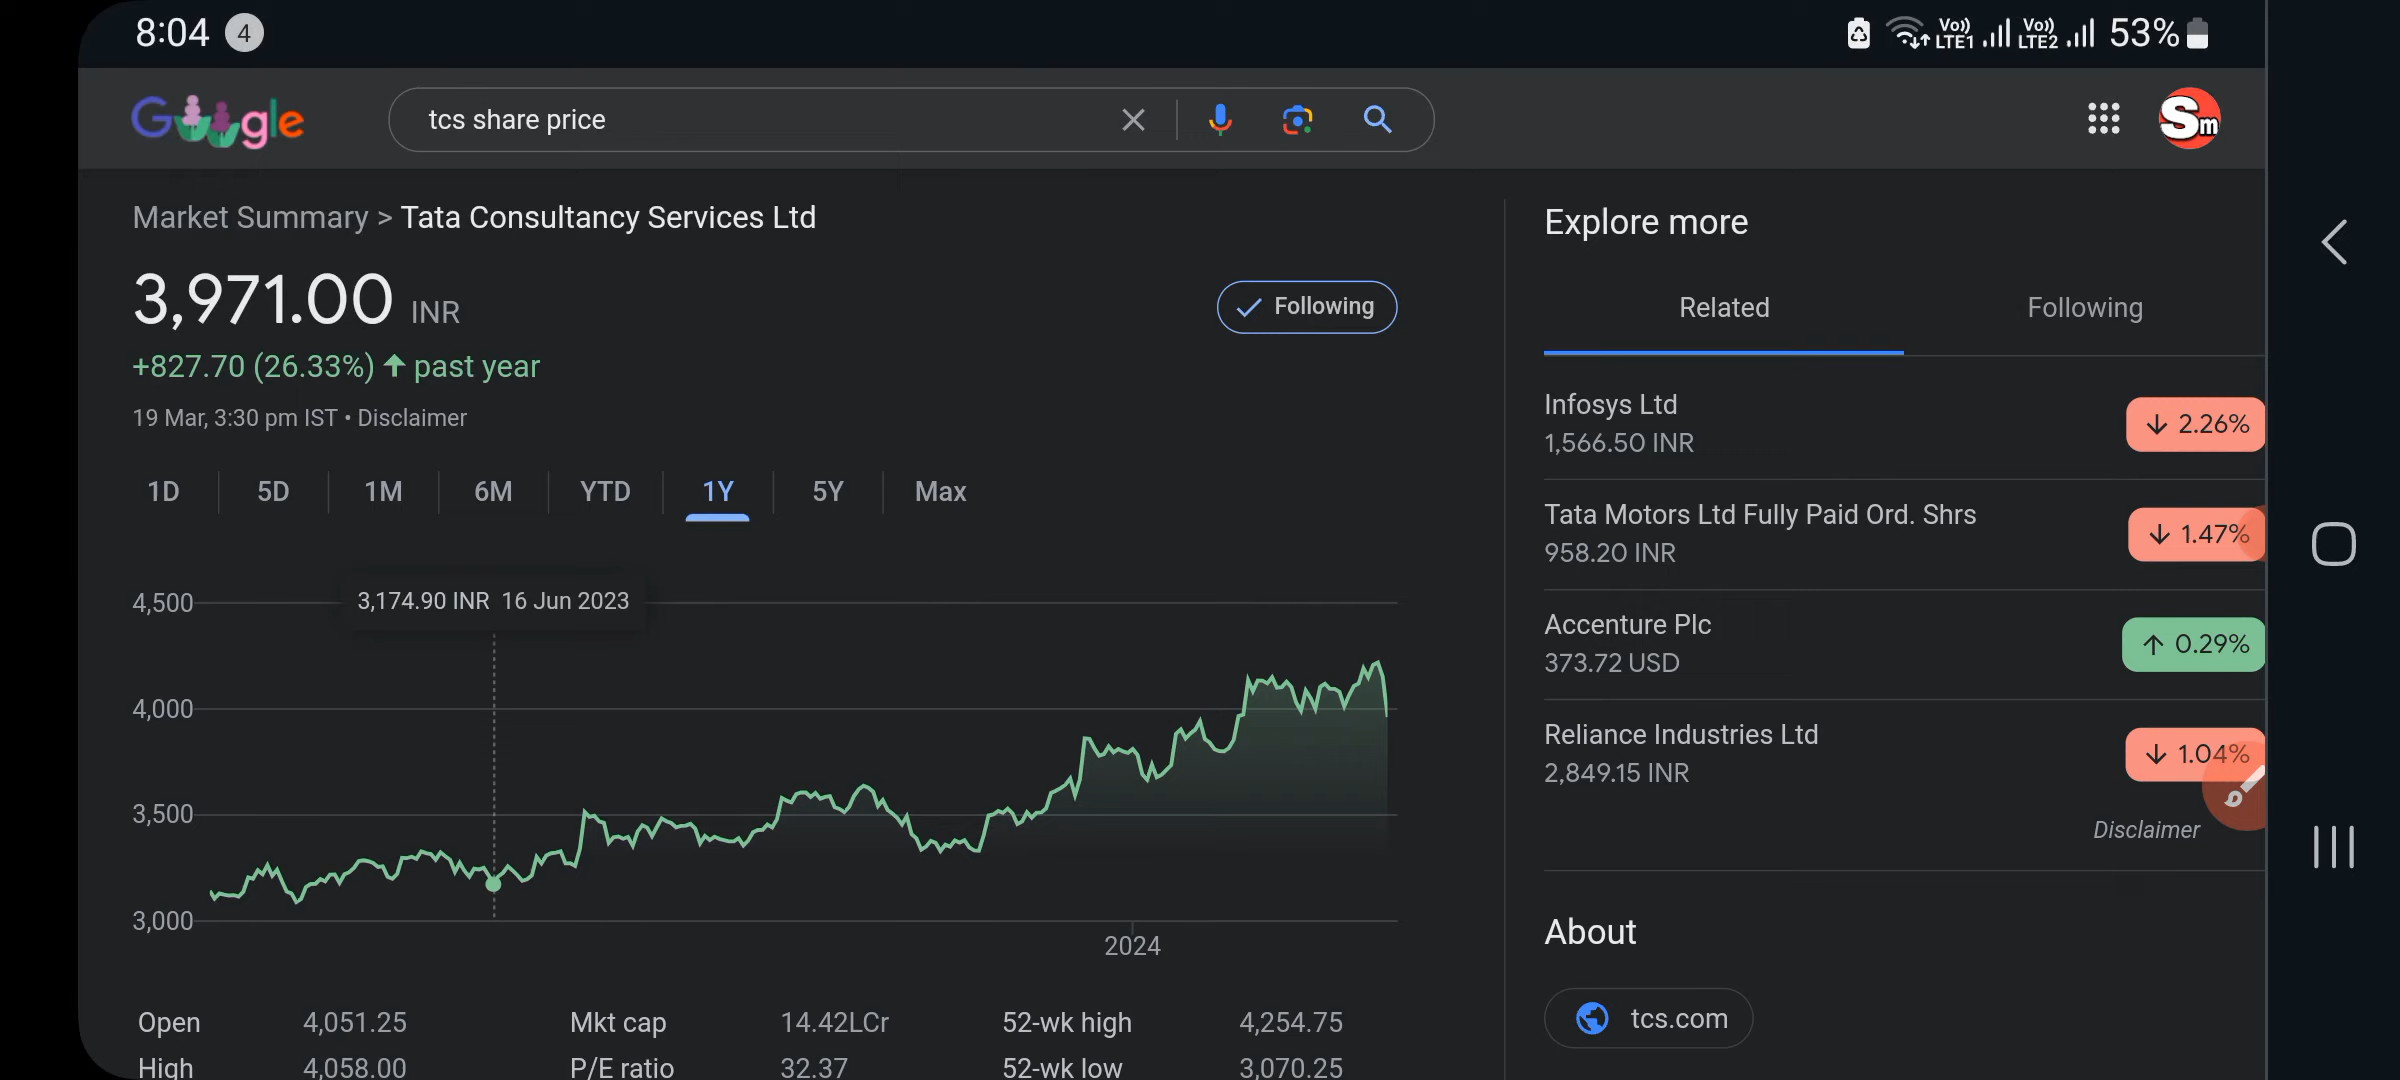 8:04 4 Vo)) LTE1 Vo)) LTE2 53%
Google tcs share price Sm
Market Summary > Tata Consultancy Services Ltd
3,971.00 INR
Following
+827.70 (26.33%) past year
19 Mar, 3:30 pm IST • Disclaimer
1D 5D 1M 6M YTD 1Y 5Y Max
3,174.90 INR 16 Jun 2023
4,500
4,000
3,500
3,000
2024
Open 4,051.25 Mkt cap 14.42LCr 52-wk high 4,254.75
High 4,058.00 P/E ratio 32.37 52-wk low 3,070.25
Explore more
Related Following
Infosys Ltd
1,566.50 INR
2.26%
Tata Motors Ltd Fully Paid Ord. Shrs
958.20 INR
1.47%
Accenture Plc
373.72 USD
0.29%
Reliance Industries Ltd
2,849.15 INR
1.04%
Disclaimer
About
tcs.com